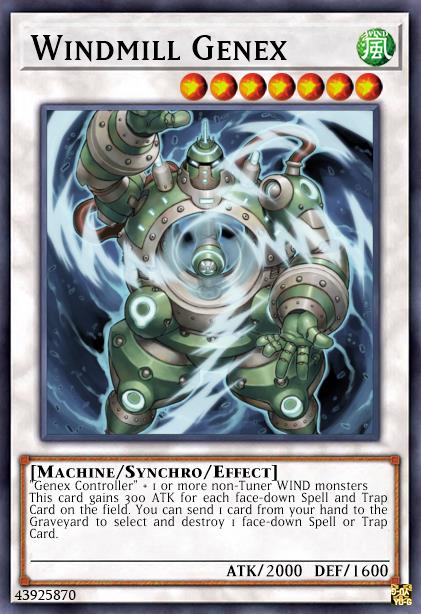 WINDMILL GENEX
WIND
風
[MACHINE/SYNCHRO/EFFECT]
"Genex Controller" + 1 or more non-Tuner WIND monsters
This card gains 300 ATK for each face-down Spell and Trap
Card on the field. You can send 1 card from your hand to the
Graveyard to select and destroy 1 face-down Spell or Trap
Card.
ATK/2000 DEF/1600
43925870